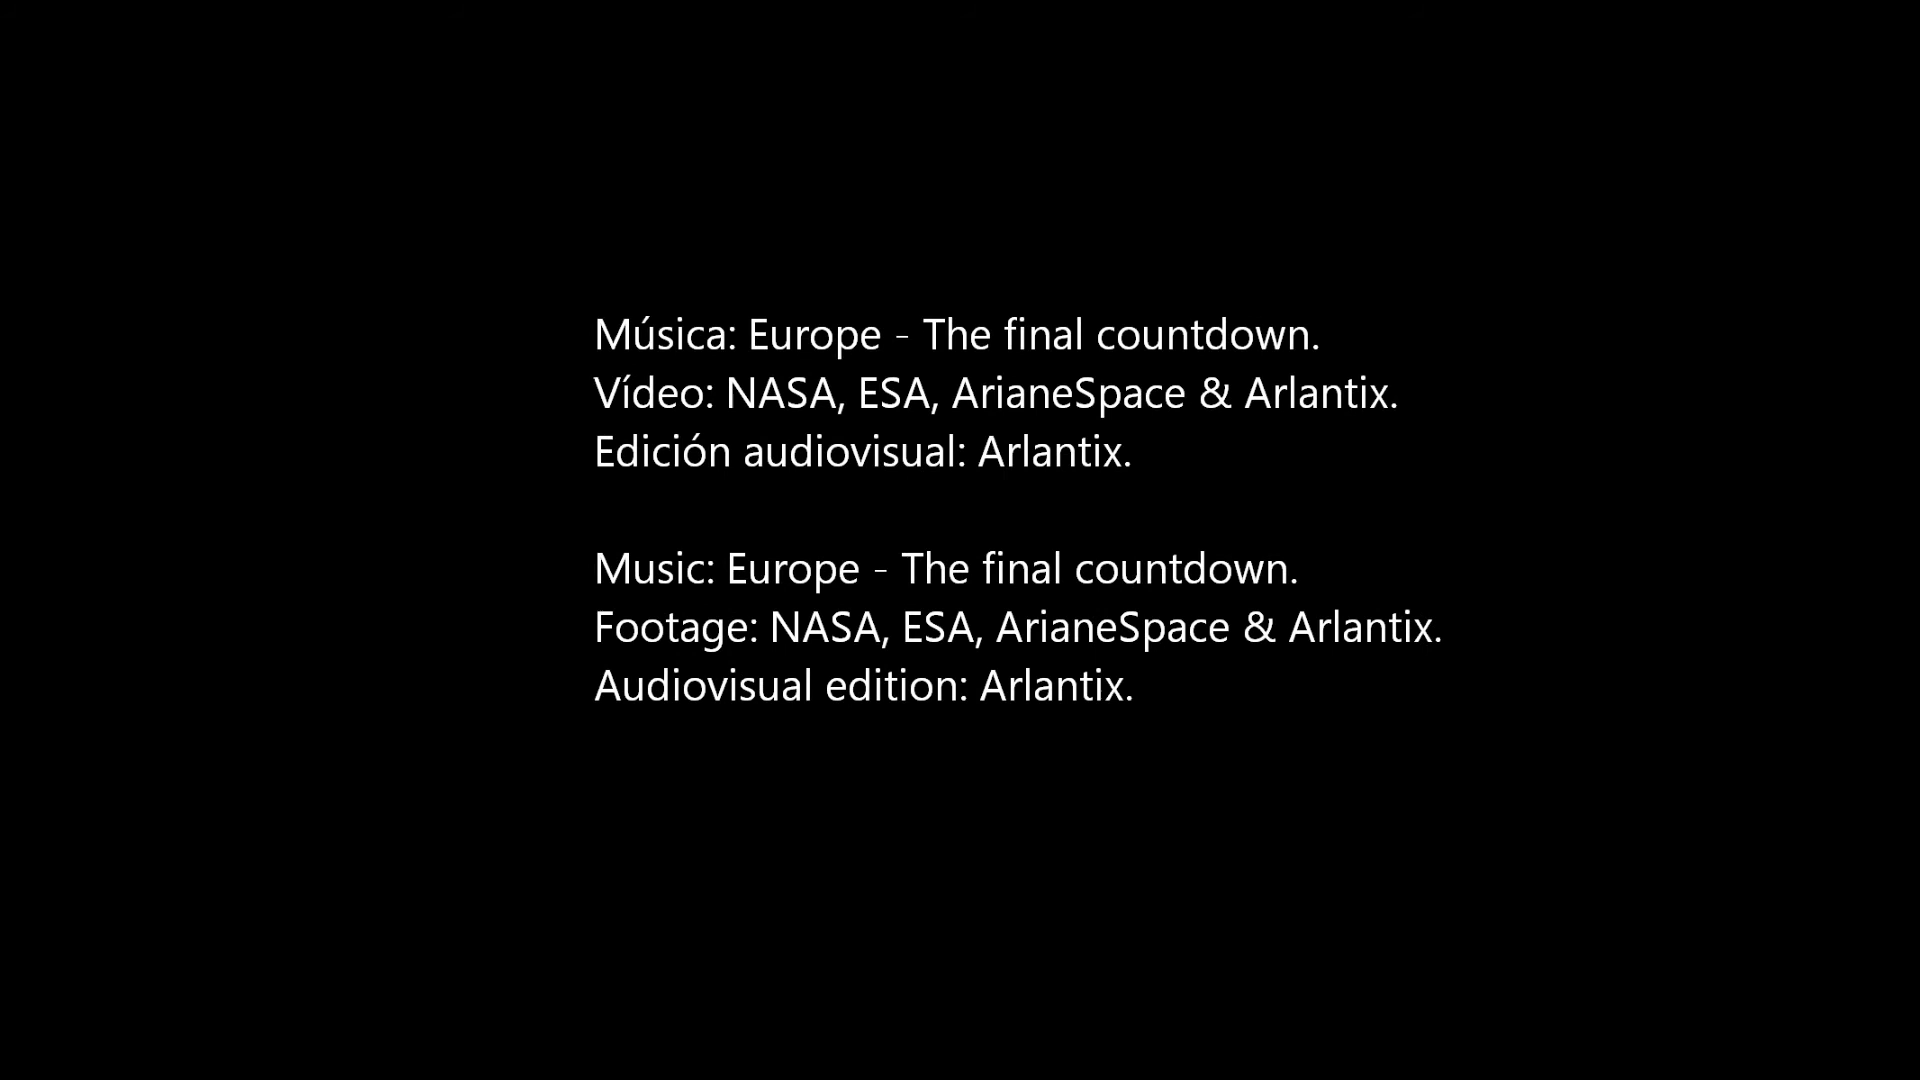 Música: Europe - The final countdown.
Vídeo: NASA, ESA, ArianeSpace & Arlantix.
Edición audiovisual: Arlantix.
Music: Europe - The final countdown.
Footage: NASA, ESA, ArianeSpace & Arlantix.
Audiovisual edition: Arlantix.